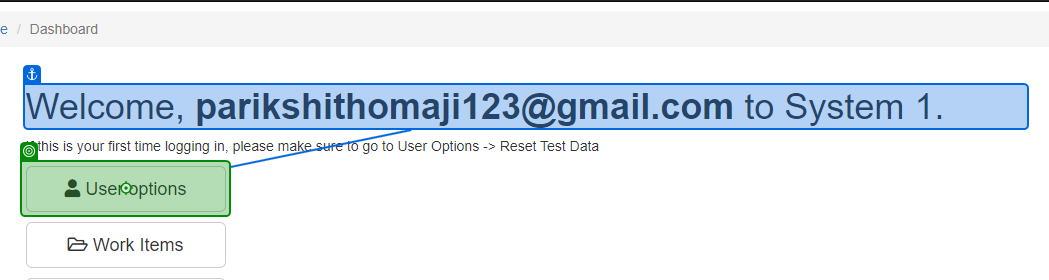 e / Dashboard
Welcome, parikshithomaji123@gmail.com to System 1.
this is your first time logging in, please make sure to go to User Options -> Reset Test Data
User options
Work Items